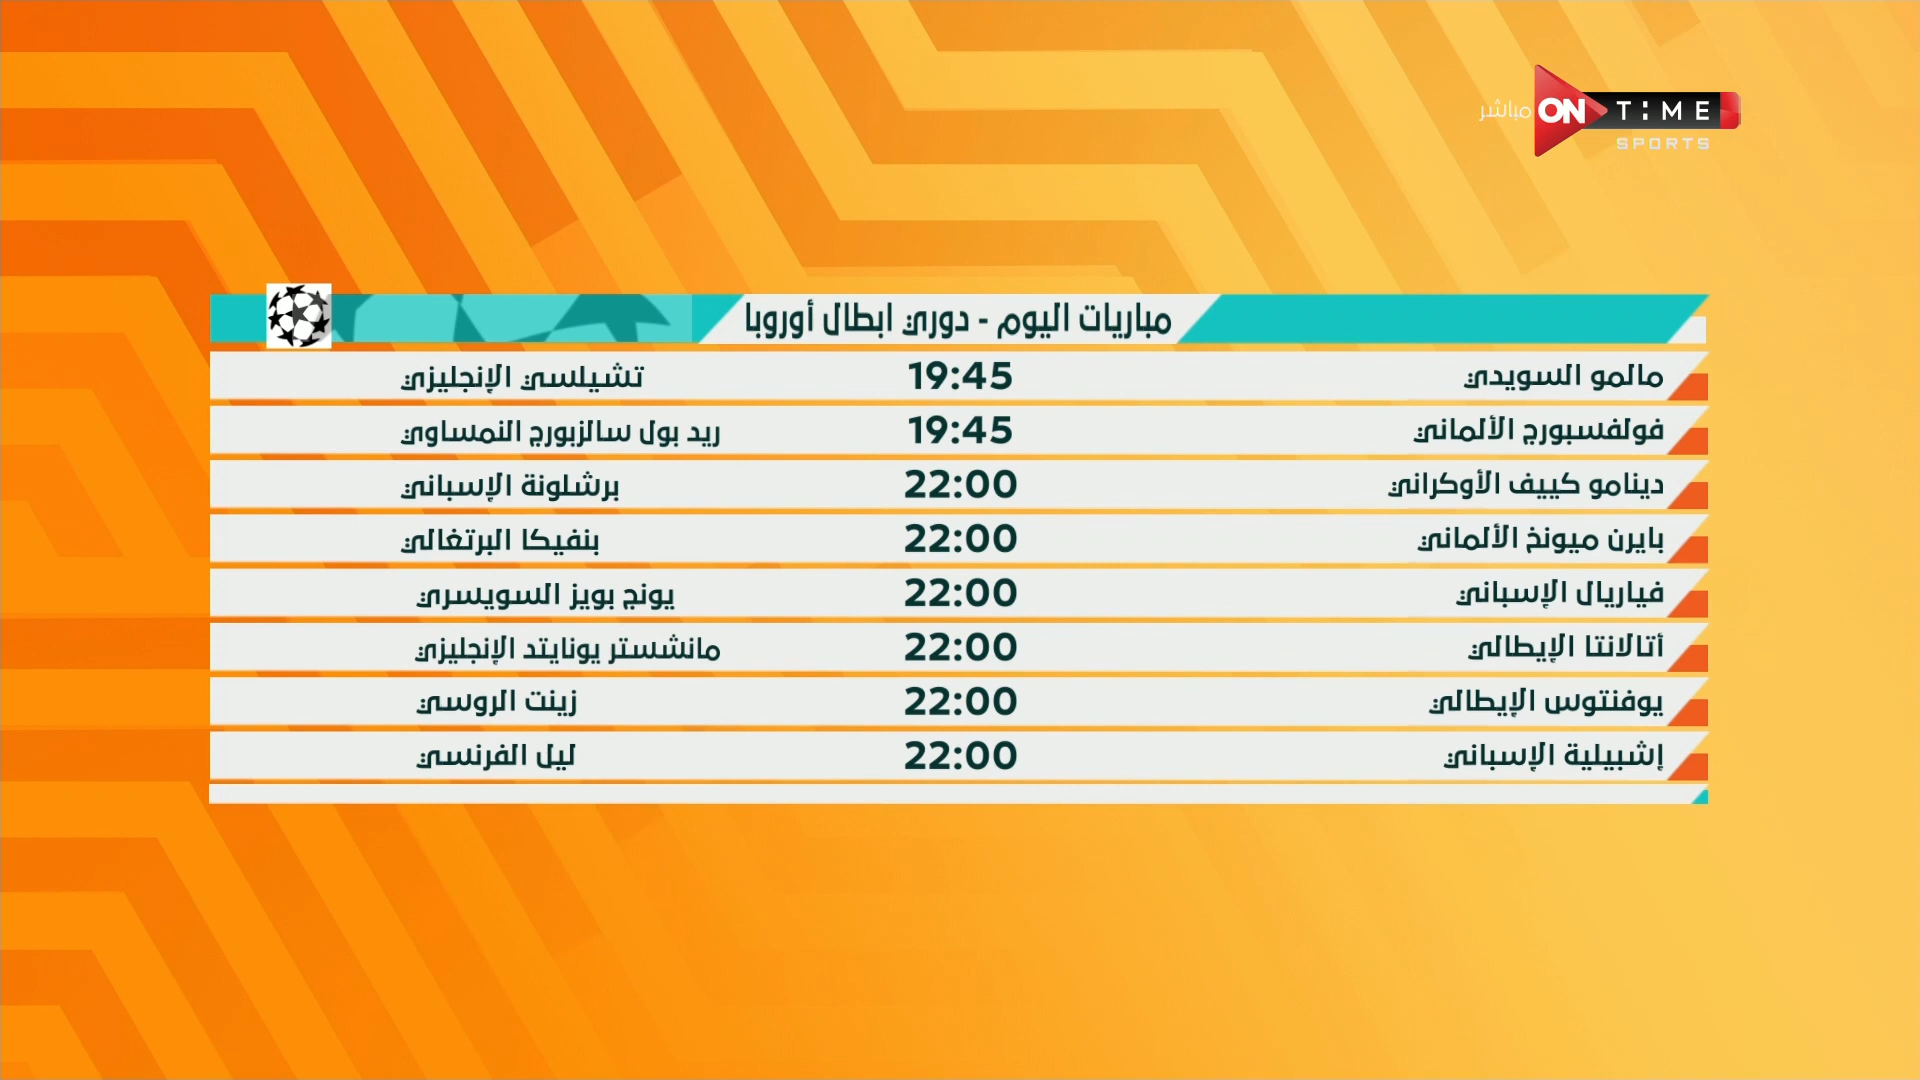 مباشر ON TIME
SPORTS
مباريات اليوم - دوري ابطال أوروبا
مالمو السويدي 19:45 تشيلسي الإنجليزي
فولفسبورج الألماني 19:45 ريد بول سالزبورج النمساوي
دينامو كييف الأوكراني 22:00 برشلونة الإسباني
بايرن ميونخ الألماني 22:00 بنفيكا البرتغالي
فياريال الإسباني 22:00 يونج بويز السويسري
أتالانتا الإيطالي 22:00 مانشستر يونايتد الإنجليزي
يوفنتوس الإيطالي 22:00 زينت الروسي
إشبيلية الإسباني 22:00 ليل الفرنسي